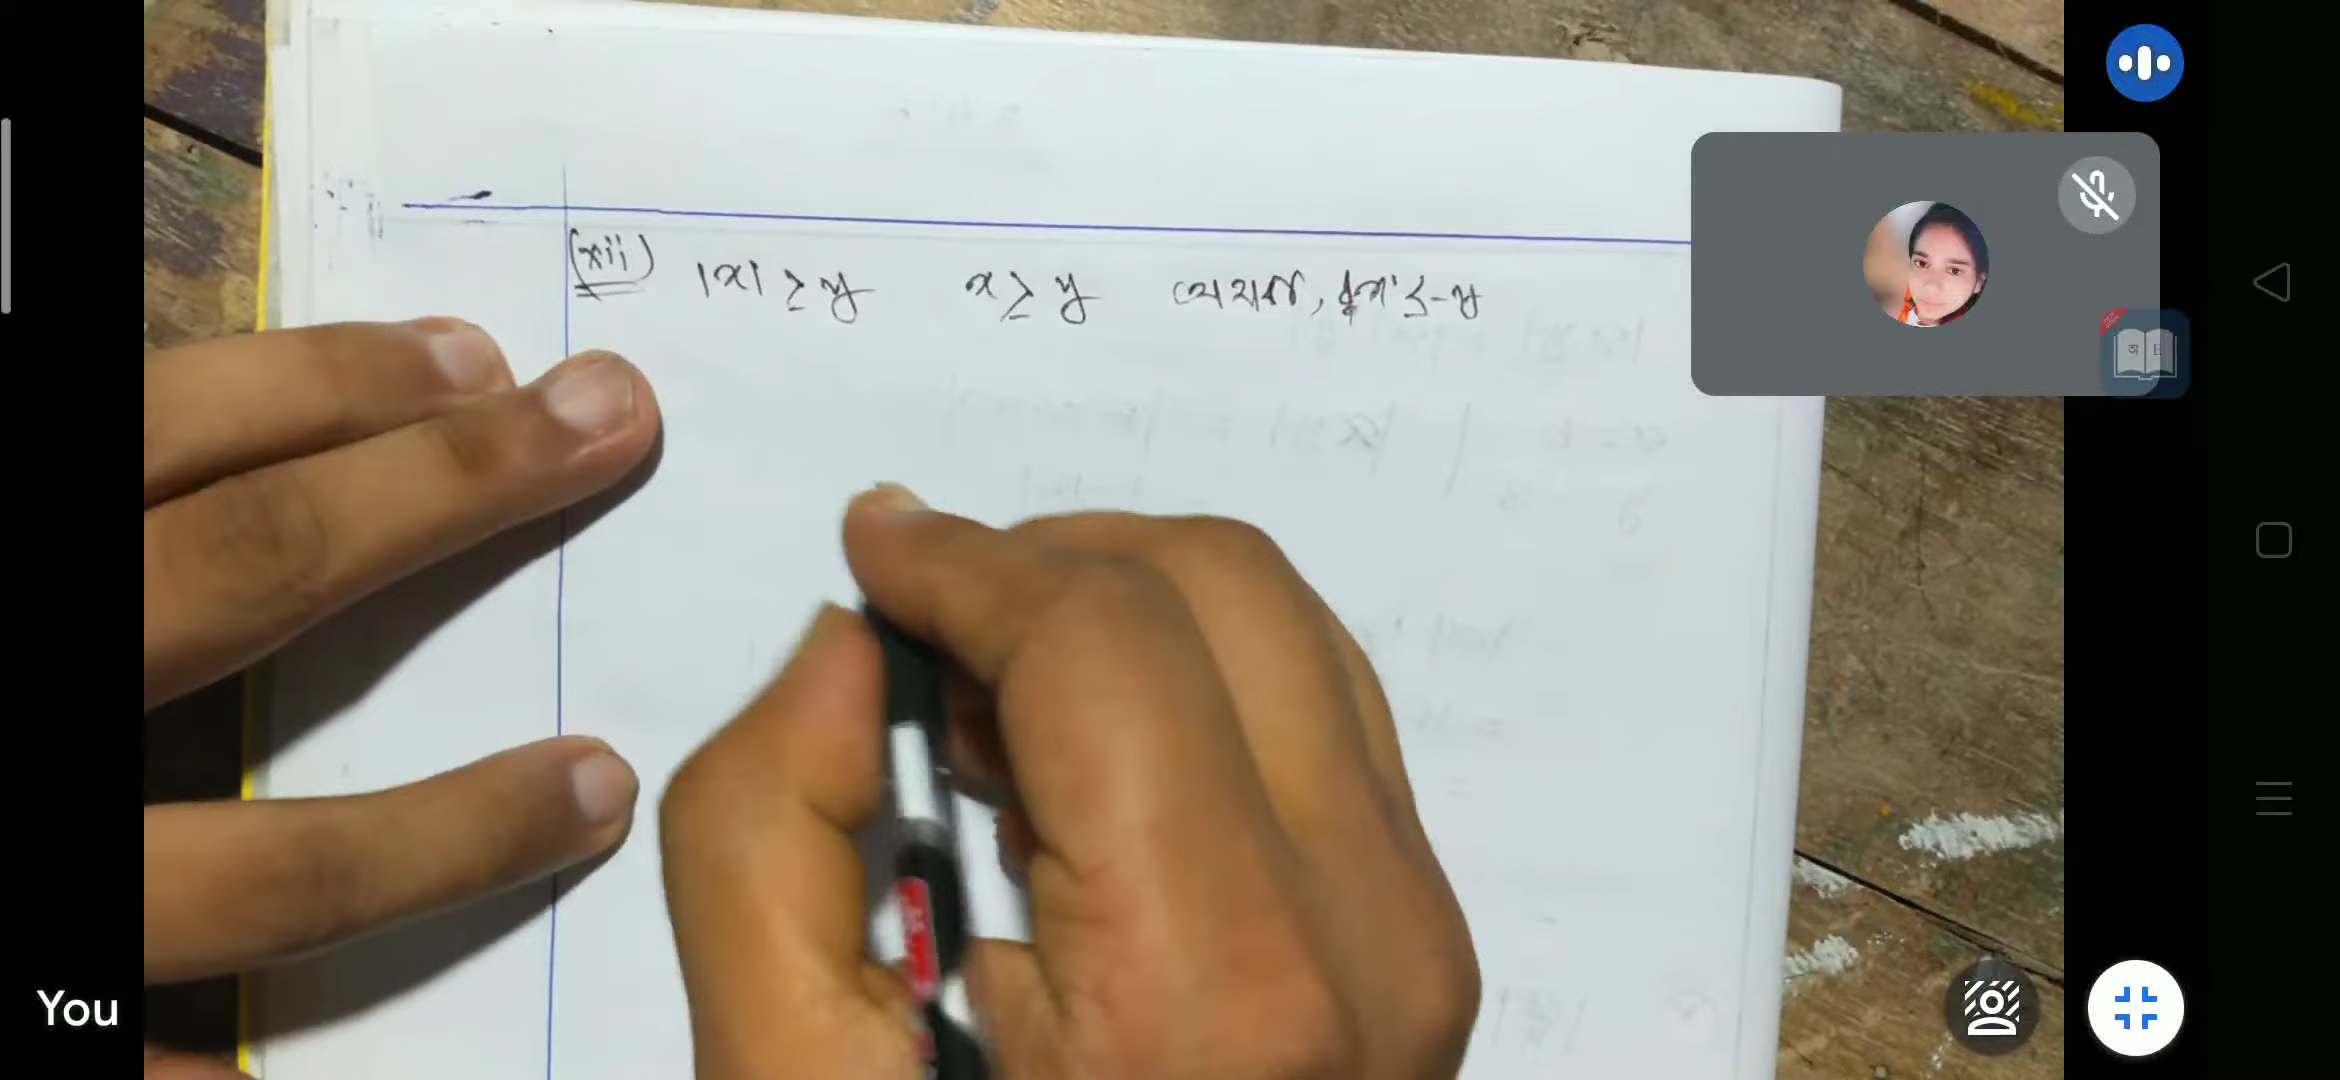 (xii) |x| ≥ y x ≥ y অথবা, x ≤ -y
You